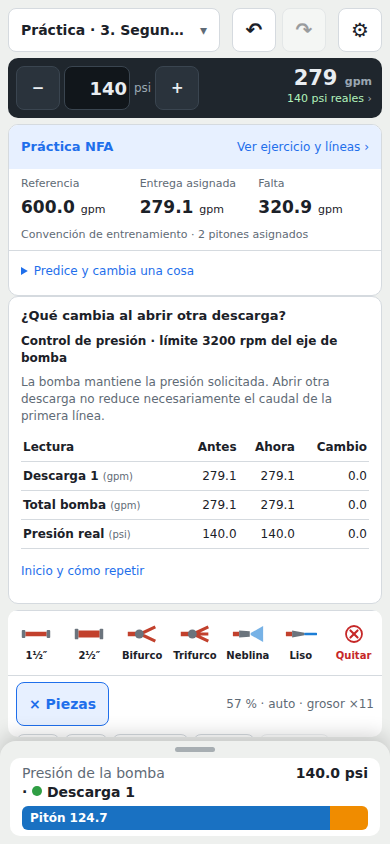 Práctica · 3. Segun... ▾ ↶ ↷ ⚙
− 140 psi + 279 gpm
140 psi reales ›
Práctica NFA Ver ejercicio y líneas ›
Referencia Entrega asignada Falta
600.0 gpm 279.1 gpm 320.9 gpm
Convención de entrenamiento · 2 pitones asignados
▶ Predice y cambia una cosa
¿Qué cambia al abrir otra descarga?
Control de presión · límite 3200 rpm del eje de
bomba
La bomba mantiene la presión solicitada. Abrir otra
descarga no reduce necesariamente el caudal de la
primera línea.
Lectura Antes Ahora Cambio
Descarga 1 (gpm) 279.1 279.1 0.0
Total bomba (gpm) 279.1 279.1 0.0
Presión real (psi) 140.0 140.0 0.0
Inicio y cómo repetir
1½″ 2½″ Bifurco Trifurco Neblina Liso Quitar
× Piezas 57 % · auto · grosor ×11
Presión de la bomba 140.0 psi
· Descarga 1
Pitón 124.7